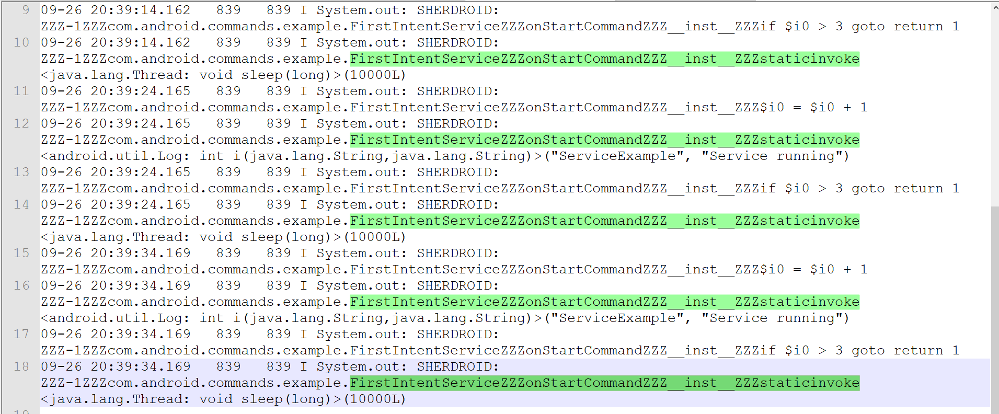 9 09-26 20:39:14.162   839   839 I System.out: SHERDROID:
ZZZ-1ZZZcom.android.commands.example.FirstIntentServiceZZZonStartCommandZZZ__inst__ZZZif $i0 > 3 goto return 1
10 09-26 20:39:14.162   839   839 I System.out: SHERDROID:
ZZZ-1ZZZcom.android.commands.example.FirstIntentServiceZZZonStartCommandZZZ__inst__ZZZstaticinvoke
<java.lang.Thread: void sleep(long)>(10000L)
11 09-26 20:39:24.165   839   839 I System.out: SHERDROID:
ZZZ-1ZZZcom.android.commands.example.FirstIntentServiceZZZonStartCommandZZZ__inst__ZZZ$i0 = $i0 + 1
12 09-26 20:39:24.165   839   839 I System.out: SHERDROID:
ZZZ-1ZZZcom.android.commands.example.FirstIntentServiceZZZonStartCommandZZZ__inst__ZZZstaticinvoke
<android.util.Log: int i(java.lang.String,java.lang.String)>("ServiceExample", "Service running")
13 09-26 20:39:24.165   839   839 I System.out: SHERDROID:
ZZZ-1ZZZcom.android.commands.example.FirstIntentServiceZZZonStartCommandZZZ__inst__ZZZif $i0 > 3 goto return 1
14 09-26 20:39:24.165   839   839 I System.out: SHERDROID:
ZZZ-1ZZZcom.android.commands.example.FirstIntentServiceZZZonStartCommandZZZ__inst__ZZZstaticinvoke
<java.lang.Thread: void sleep(long)>(10000L)
15 09-26 20:39:34.169   839   839 I System.out: SHERDROID:
ZZZ-1ZZZcom.android.commands.example.FirstIntentServiceZZZonStartCommandZZZ__inst__ZZZ$i0 = $i0 + 1
16 09-26 20:39:34.169   839   839 I System.out: SHERDROID:
ZZZ-1ZZZcom.android.commands.example.FirstIntentServiceZZZonStartCommandZZZ__inst__ZZZstaticinvoke
<android.util.Log: int i(java.lang.String,java.lang.String)>("ServiceExample", "Service running")
17 09-26 20:39:34.169   839   839 I System.out: SHERDROID:
ZZZ-1ZZZcom.android.commands.example.FirstIntentServiceZZZonStartCommandZZZ__inst__ZZZif $i0 > 3 goto return 1
18 09-26 20:39:34.169   839   839 I System.out: SHERDROID:
ZZZ-1ZZZcom.android.commands.example.FirstIntentServiceZZZonStartCommandZZZ__inst__ZZZstaticinvoke
<java.lang.Thread: void sleep(long)>(10000L)
19